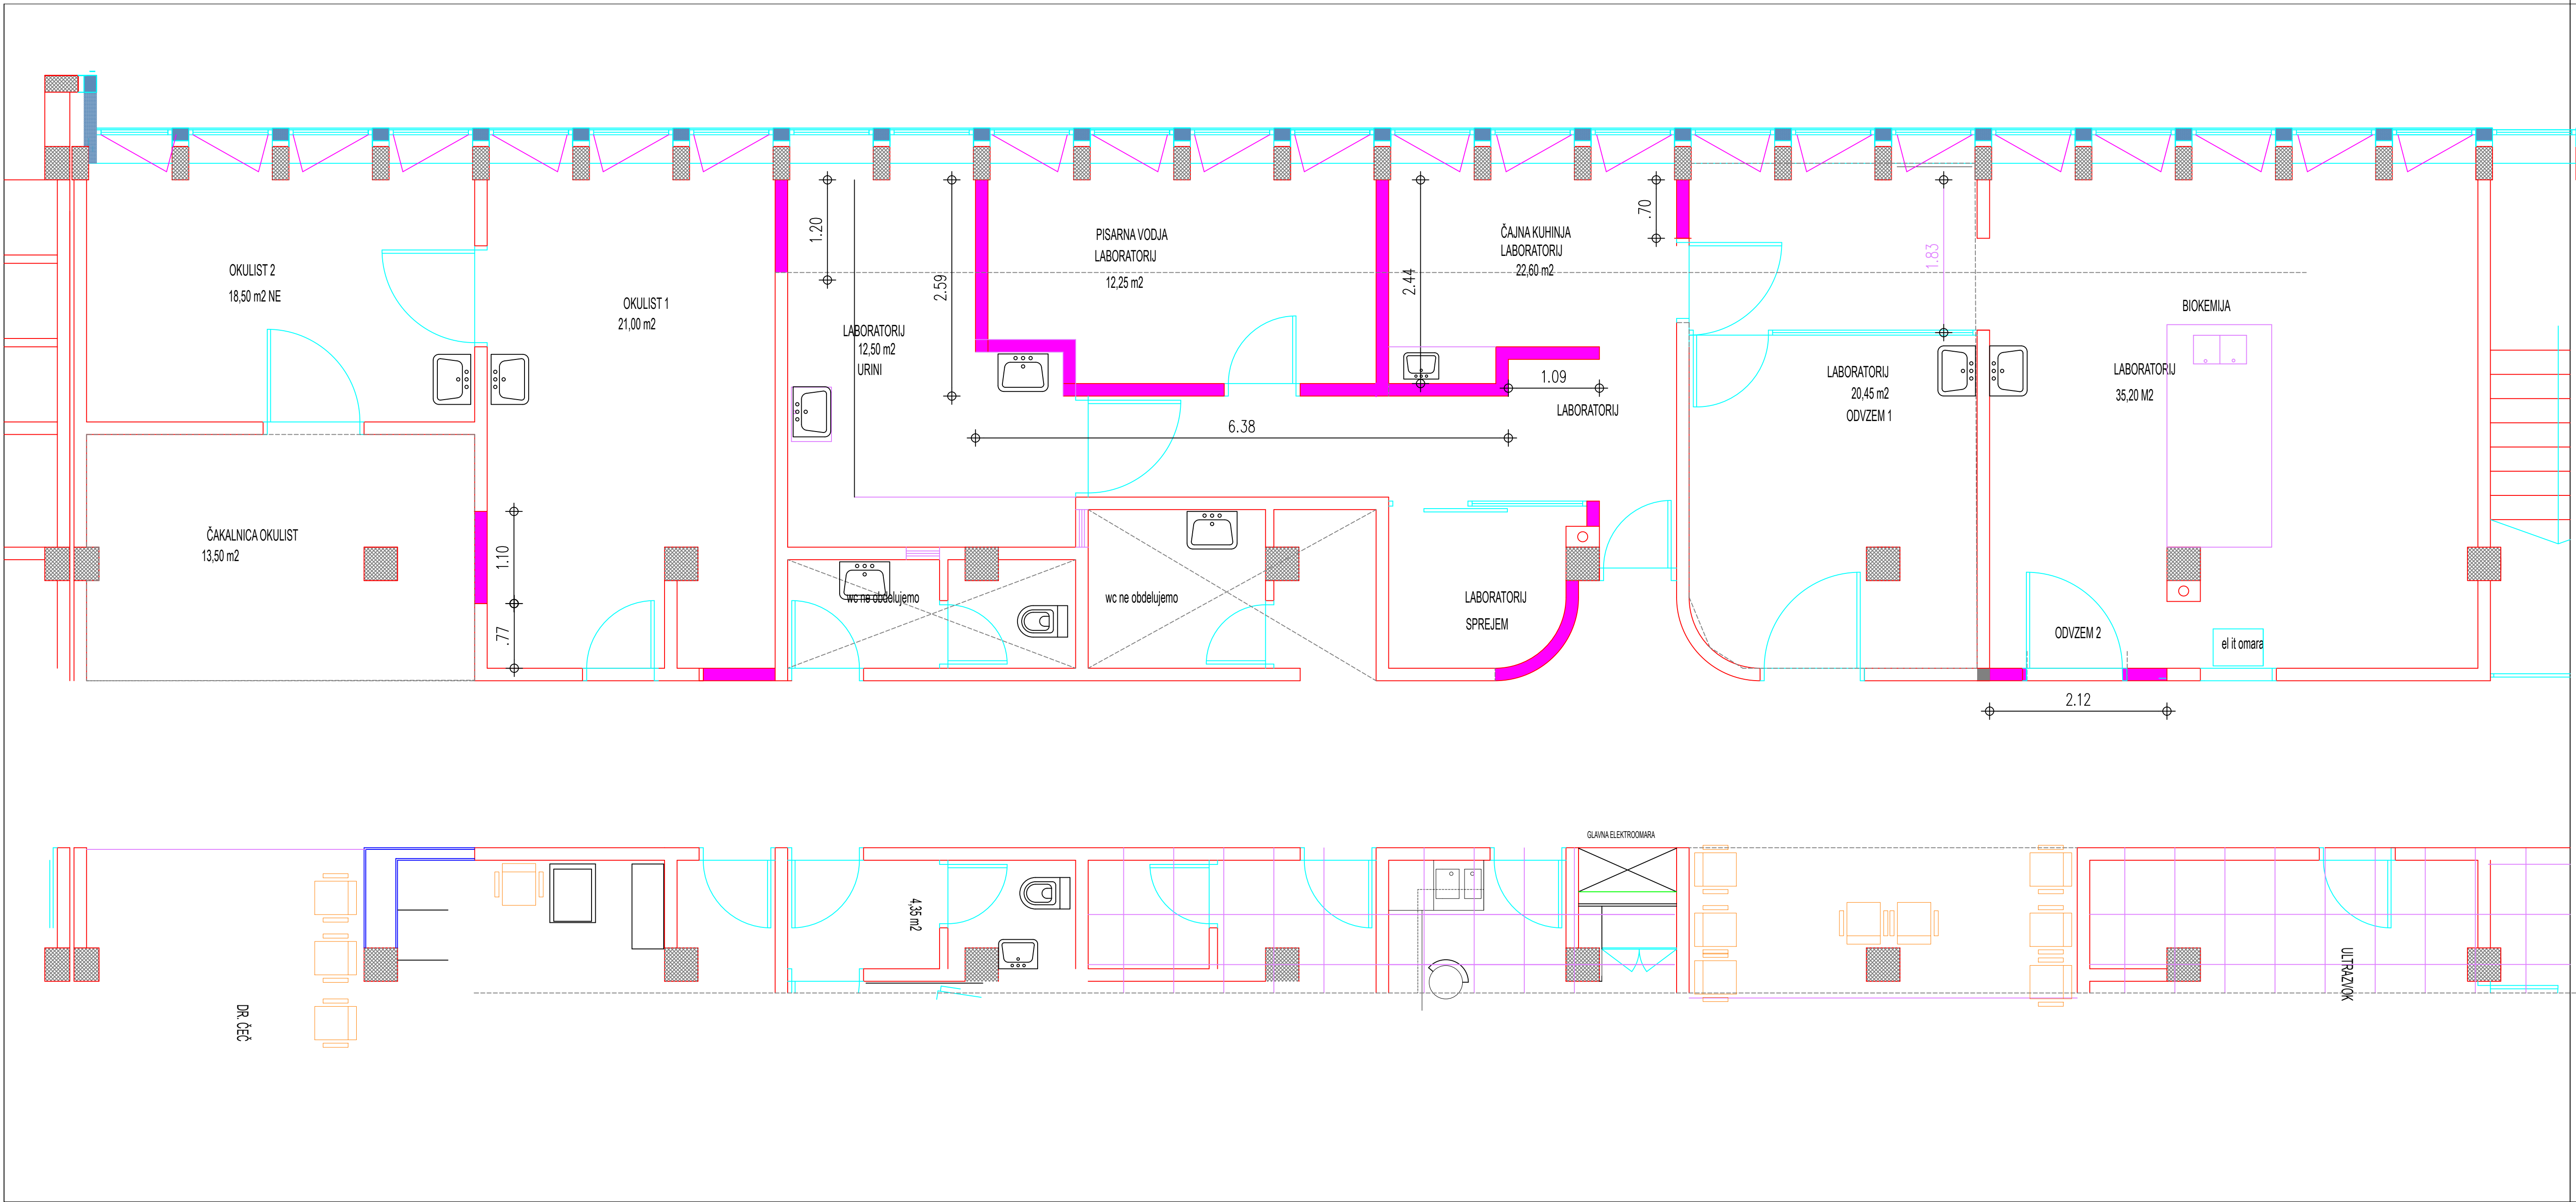 OKULIST 2
18,50 m2 NE
OKULIST 1
21,00 m2
1.20
LABORATORIJ
12,50 m2
URINI
2.59
PISARNA VODJA
LABORATORIJ
12,25 m2
2.44
ČAJNA KUHINJA
LABORATORIJ
22,60 m2
.70
1.83
BIOKEMIJA
LABORATORIJ
35,20 M2
LABORATORIJ
20,45 m2
ODVZEM 1
1.09
LABORATORIJ
6.38
ČAKALNICA OKULIST
13,50 m2
1.10
.77
wc ne obdelujemo
wc ne obdelujemo
LABORATORIJ
SPREJEM
ODVZEM 2
el it omara
2.12
GLAVNA ELEKTROOMARA
4,35 m2
DR. ČEČ
ULTRAZVOK